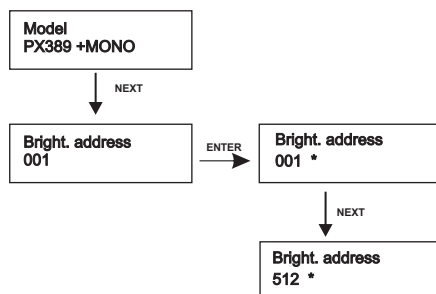 Model
PX389 +MONO
NEXT
Bright. address
001
ENTER
Bright. address
001 *
NEXT
Bright. address
512 *